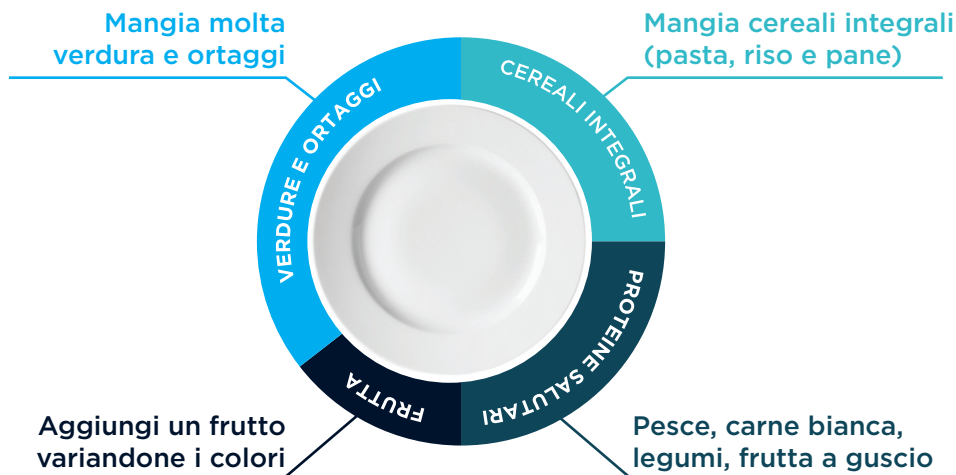 Mangia molta
verdura e ortaggi
Mangia cereali integrali
(pasta, riso e pane)
VERDURE E ORTAGGI
CEREALI INTEGRALI
FRUTTA
PROTEINE SALUTARI
Aggiungi un frutto
variandone i colori
Pesce, carne bianca,
legumi, frutta a guscio